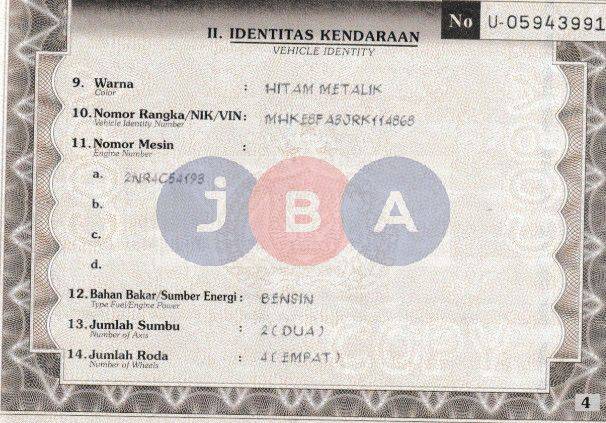 No U-05943991
II. IDENTITAS KENDARAAN
VEHICLE IDENTITY
9. Warna : HITAM METALIK
Color
10. Nomor Rangka/NIK/VIN : MHKE8FA3JRK114868
Vehicle Identity Number
11. Nomor Mesin :
Engine Number
a. 2NR4C54193
b.
c.
d.
JBA
12. Bahan Bakar/Sumber Energi : BENSIN
Type Fuel/Engine Power
13. Jumlah Sumbu : 2 (DUA)
Number of Axis
14. Jumlah Roda : 4 (EMPAT)
Number of Wheels
4